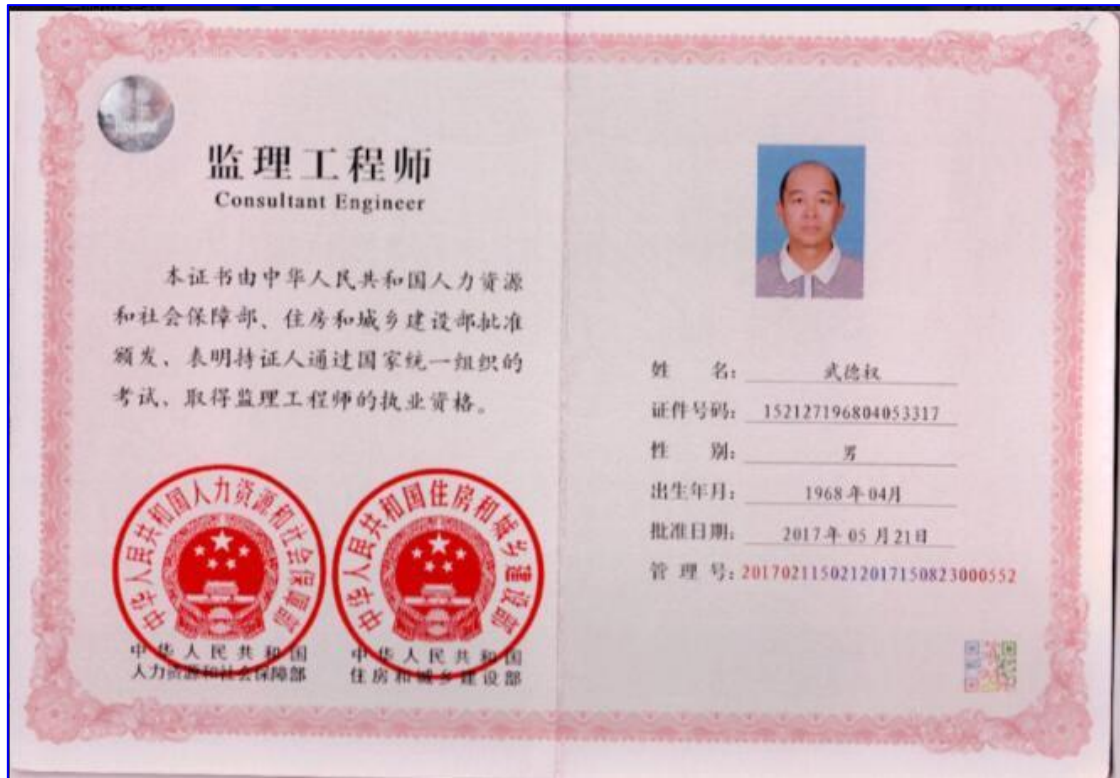 监理工程师
Consultant Engineer
本证书由中华人民共和国人力资源
和社会保障部、住房和城乡建设部批准
颁发、表明持证人通过国家统一组织的
考试、取得监理工程师的执业资格。
中华人民共和国人力资源和社会保障部
中华人民共和国住房和城乡建设部
中华人民共和国
人力资源和社会保障部
中华人民共和国
住房和城乡建设部
姓 名: 武德权
证件号码: 152127196804053317
性 别: 男
出生年月: 1968年04月
批准日期: 2017年05月21日
管 理 号: 2017021150212017150823000552